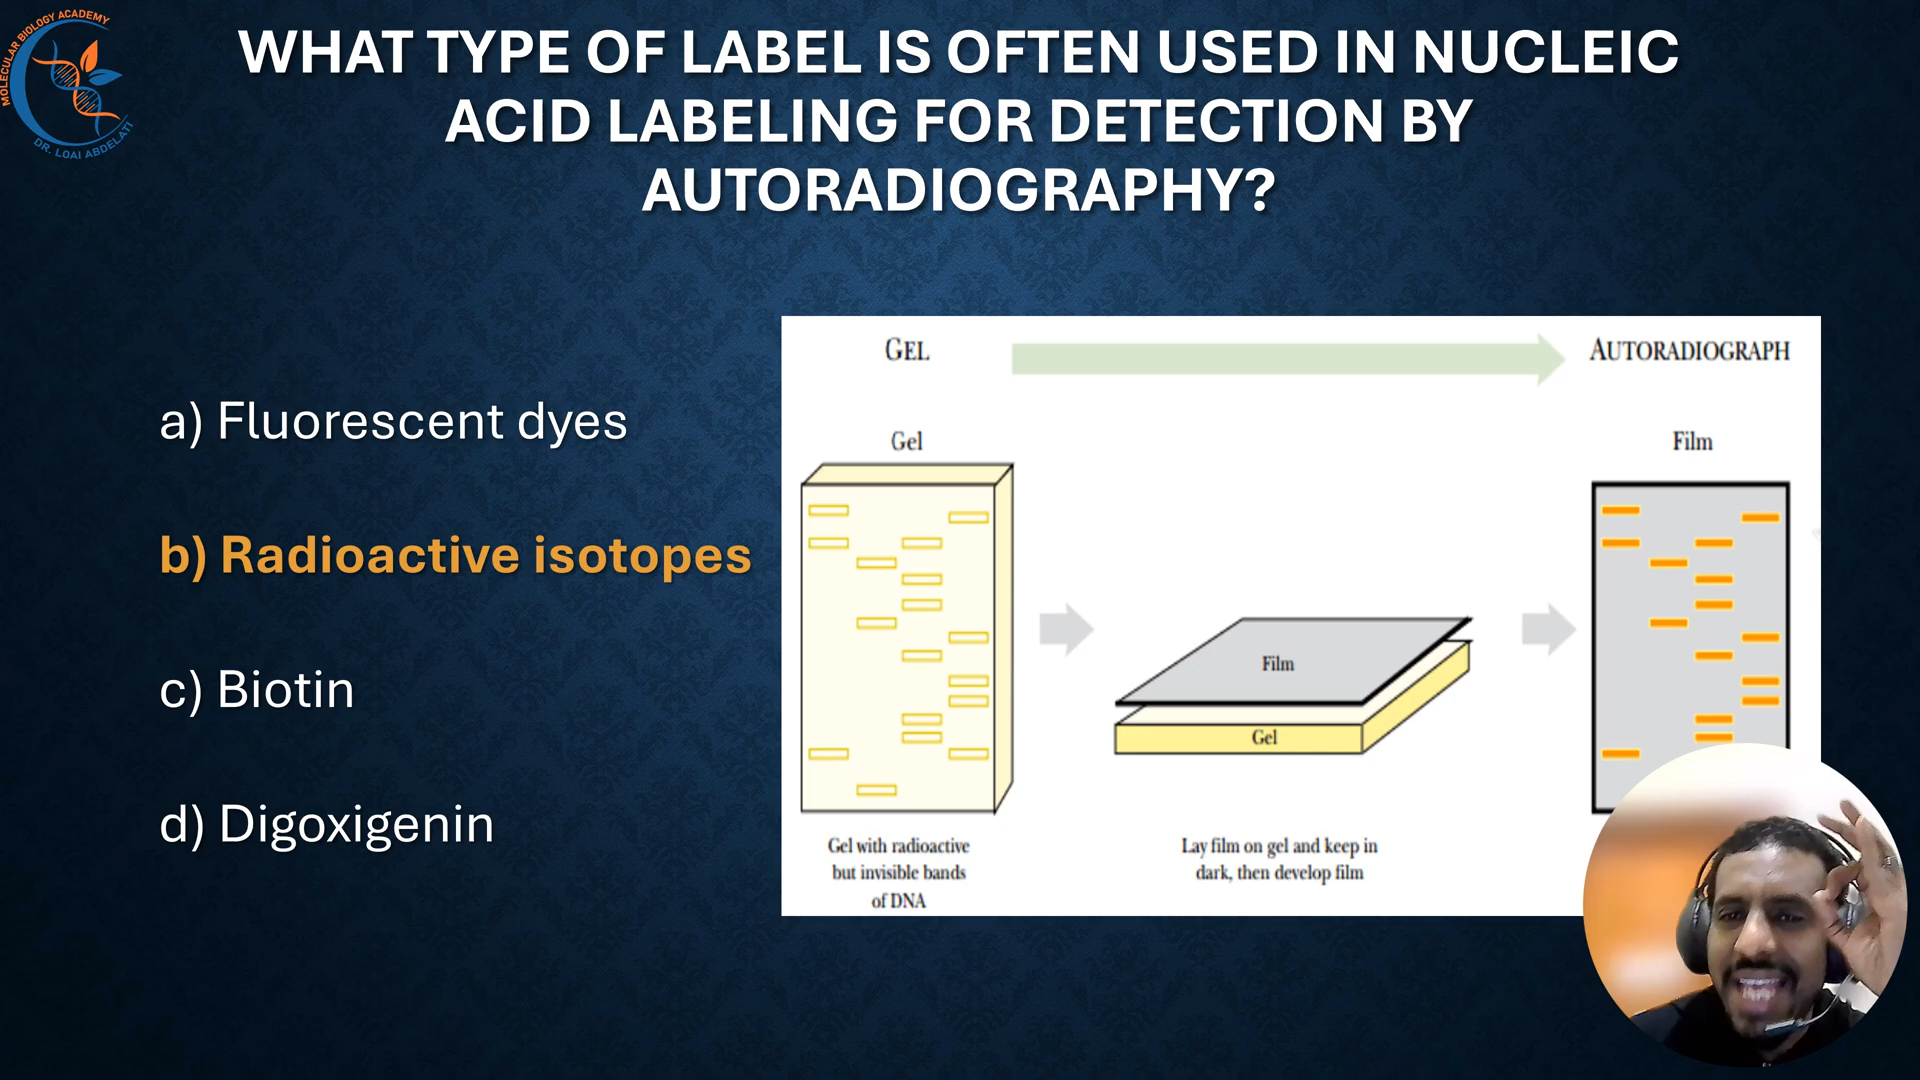 MOLECULAR BIOLOGY ACADEMY
DR. LOAI ABDELATI
WHAT TYPE OF LABEL IS OFTEN USED IN NUCLEIC
ACID LABELING FOR DETECTION BY
AUTORADIOGRAPHY?
a) Fluorescent dyes
b) Radioactive isotopes
c) Biotin
d) Digoxigenin
GEL
AUTORADIOGRAPH
Gel
Film
Film
Gel
Gel with radioactive
but invisible bands
of DNA
Lay film on gel and keep in
dark, then develop film